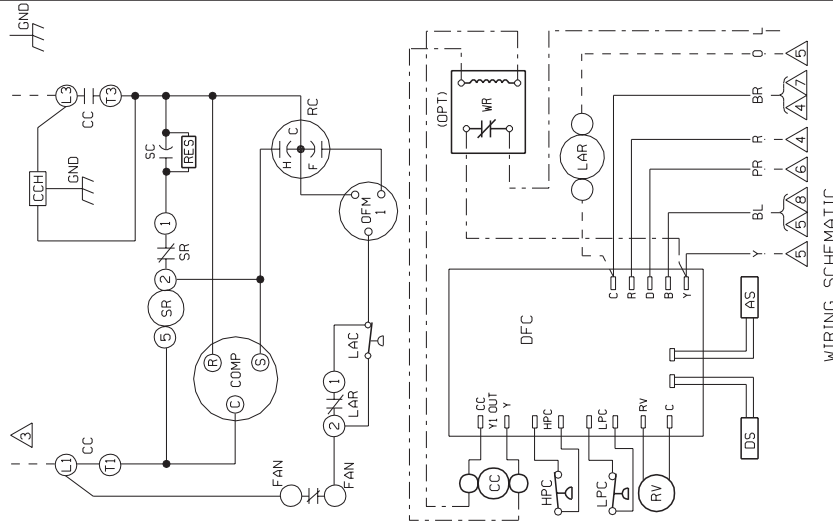 GND
3
L1
CC
T1
L3
CC
T3
CCH
GND
SC
RES
5
SR
2
SR
1
H
C
F
RC
C
COMP
R
S
OFM
1
FAN
FAN
2
LAR
1
LAC
(OPT)
WR
LAR
DFC
CC
Y1 OUT
Y
HPC
LPC
RV
C
C
R
D
B
Y
CC
HPC
LPC
RV
DS
AS
Y
BL
PR
R
BR
O
L
5
5
8
6
4
4
7
5
WIRING SCHEMATIC